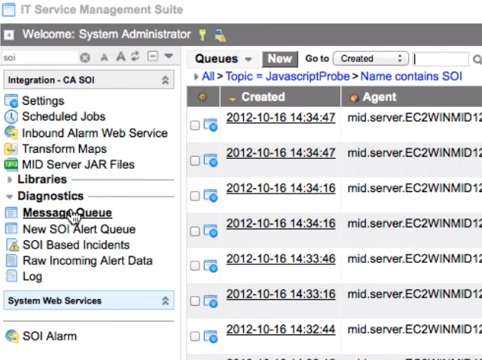 IT Service Management Suite
Welcome: System Administrator
soi
A A
Queues New Go to Created
All > Topic = JavascriptProbe > Name contains SOI
Integration - CA SOI
Settings
Scheduled Jobs
Inbound Alarm Web Service
Transform Maps
MID Server JAR Files
Libraries
Diagnostics
Message Queue
New SOI Alert Queue
SOI Based Incidents
Raw Incoming Alert Data
Log
System Web Services
SOI Alarm
Created Agent
2012-10-16 14:34:47 mid.server.EC2WINMID12
2012-10-16 14:34:47 mid.server.EC2WINMID12
2012-10-16 14:34:16 mid.server.EC2WINMID12
2012-10-16 14:34:16 mid.server.EC2WINMID12
2012-10-16 14:33:46 mid.server.EC2WINMID12
2012-10-16 14:33:16 mid.server.EC2WINMID12
2012-10-16 14:32:44 mid.server.EC2WINMID12